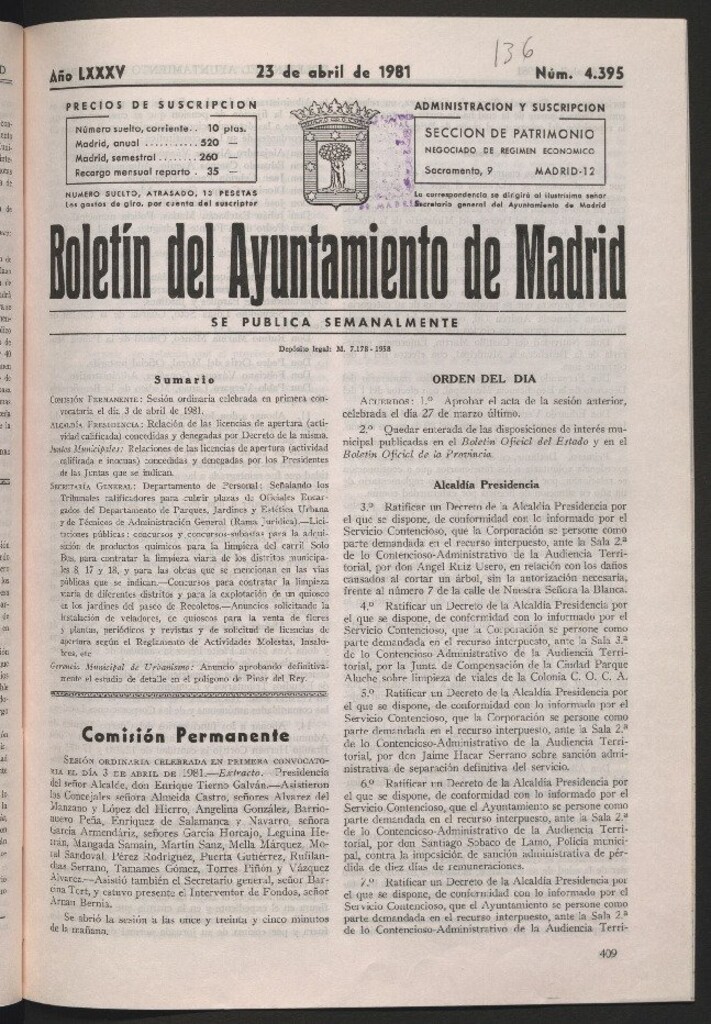 136
Año LXXXV
23 de abril de 1981
Núm. 4.395
PRECIOS DE SUSCRIPCION
Número suelto, corriente.. 10 ptas.
Madrid, anual ........... 520 —
Madrid, semestral ........ 260 —
Recargo mensual reparto . 35 —
NUMERO SUELTO, ATRASADO, 13 PESETAS
Los gastos de giro, por cuenta del suscriptor
ADMINISTRACION Y SUSCRIPCION
SECCION DE PATRIMONIO
NEGOCIADO DE REGIMEN ECONOMICO
Sacramento, 9 MADRID-12
La correspondencia se dirigirá al ilustrísimo señor
Secretario general del Ayuntamiento de Madrid
Boletín del Ayuntamiento de Madrid
SE PUBLICA SEMANALMENTE
Depósito legal: M. 7.178 - 1958
Sumario
COMISIÓN PERMANENTE: Sesión ordinaria celebrada en primera con-
vocatoria el día 3 de abril de 1981.
ALCALDÍA PRESIDENCIA: Relación de las licencias de apertura (acti-
vidad calificada) concedidas y denegadas por Decreto de la misma.
Juntas Municipales: Relaciones de las licencias de apertura (actividad
calificada e inocuas) concedidas y denegadas por los Presidentes
de las Juntas que se indican.
SECRETARÍA GENERAL: Departamento de Personal: Señalando los
Tribunales calificadores para cubrir plazas de Oficiales Encar-
gados del Departamento de Parques, Jardines y Estética Urbana
y de Técnicos de Administración General (Rama Jurídica).—Lici-
taciones públicas: concursos y concursos-subastas para la adqui-
sición de productos químicos para la limpieza del carril Solo
Bus, para contratar la limpieza viaria de los distritos municipa-
les 8, 17 y 18, y para las obras que se mencionan en las vías
públicas que se indican.—Concursos para contratar la limpieza
viaria de diferentes distritos y para la explotación de un quiosco
en los jardines del paseo de Recoletos.—Anuncios solicitando la
instalación de veladores, de quioscos para la venta de flores
y plantas, periódicos y revistas y de solicitud de licencias de
apertura según el Reglamento de Actividades Molestas, Insalu-
bres, etc
Gerencia Municipal de Urbanismo: Anuncio aprobando definitiva-
mente el estudio de detalle en el polígono de Pinar del Rey.
Comisión Permanente
SESIÓN ORDINARIA CELEBRADA EN PRIMERA CONVOCATO-
RIA EL DÍA 3 DE ABRIL DE 1981.—Extracto.—Presidencia
del señor Alcalde, don Enrique Tierno Galván.—Asistieron
los Concejales señora Almeida Castro, señores Alvarez del
Manzano y López del Hierro, Angelina González, Barrio-
nuevo Peña, Enríquez de Salamanca y Navarro, señora
García Armendáriz, señores García Horcajo, Leguina He-
rrán, Mangada Samain, Martín Sanz, Mella Márquez, Mo-
ral Sandoval, Pérez Rodríguez, Puerta Gutiérrez, Rufilan-
chas Serrano, Tamames Gómez, Torres Piñón y Vázquez
Alvarez.—Asistió también el Secretario general, señor Bar-
cina Tort, y estuvo presente el Interventor de Fondos, señor
Arnan Bernia.
Se abrió la sesión a las once y treinta y cinco minutos
de la mañana.
ORDEN DEL DIA
ACUERDOS: 1.º Aprobar el acta de la sesión anterior,
celebrada el día 27 de marzo último.
2.º Quedar enterada de las disposiciones de interés mu-
nicipal publicadas en el Boletín Oficial del Estado y en el
Boletín Oficial de la Provincia.
Alcaldía Presidencia
3.º Ratificar un Decreto de la Alcaldía Presidencia por
el que se dispone, de conformidad con lo informado por el
Servicio Contencioso, que la Corporación se persone como
parte demandada en el recurso interpuesto, ante la Sala 2.ª
de lo Contencioso-Administrativo de la Audiencia Terri-
torial, por don Angel Ruiz Usero, en relación con los daños
causados al cortar un árbol, sin la autorización necesaria,
frente al número 7 de la calle de Nuestra Señora la Blanca.
4.º Ratificar un Decreto de la Alcaldía Presidencia por
el que se dispone, de conformidad con lo informado por el
Servicio Contencioso, que la Corporación se persone como
parte demandada en el recurso interpuesto, ante la Sala 3.ª
de lo Contencioso-Administrativo de la Audiencia Terri-
torial, por la Junta de Compensación de la Ciudad Parque
Aluche sobre limpieza de viales de la Colonia C. O. C. A.
5.º Ratificar un Decreto de la Alcaldía Presidencia por
el que se dispone, de conformidad con lo informado por el
Servicio Contencioso, que la Corporación se persone como
parte demandada en el recurso interpuesto, ante la Sala 2.ª
de lo Contencioso-Administrativo de la Audiencia Terri-
torial, por don Jaime Hacar Serrano sobre sanción admi-
nistrativa de separación definitiva del servicio.
6.º Ratificar un Decreto de la Alcaldía Presidencia por
el que se dispone, de conformidad con lo informado por el
Servicio Contencioso, que el Ayuntamiento se persone como
parte demandada en el recurso interpuesto, ante la Sala 2.ª
de lo Contencioso-Administrativo de la Audiencia Terri-
torial, por don Santiago Sobaco de Lamo, Policía munici-
pal, contra la imposición de sanción administrativa de pér-
dida de diez días de remuneraciones.
7.º Ratificar un Decreto de la Alcaldía Presidencia por
el que se dispone, de conformidad con lo informado por el
Servicio Contencioso, que el Ayuntamiento se persone como
parte demandada en el recurso interpuesto, ante la Sala 2.ª
de lo Contencioso-Administrativo de la Audiencia Terri-
409